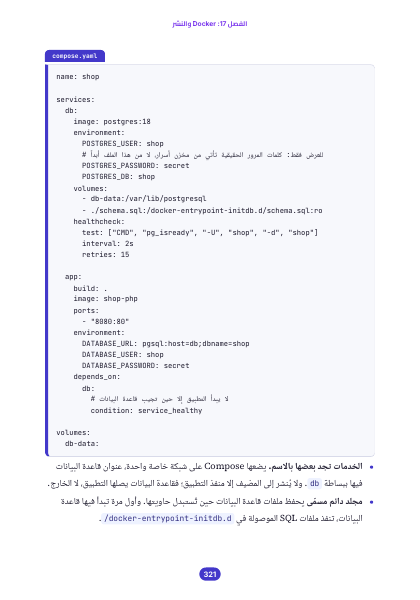 الفصل 17: Docker والنشر
compose.yaml
name: shop
services:
  db:
    image: postgres:18
    environment:
      POSTGRES_USER: shop
      # للعرض فقط: كلمات المرور الحقيقية تأتي من مخزن أسرار، لا من هذا الملف أبدأ
      POSTGRES_PASSWORD: secret
      POSTGRES_DB: shop
    volumes:
      - db-data:/var/lib/postgresql
      - ./schema.sql:/docker-entrypoint-initdb.d/schema.sql:ro
    healthcheck:
      test: ["CMD", "pg_isready", "-U", "shop", "-d", "shop"]
      interval: 2s
      retries: 15
  app:
    build: .
    image: shop-php
    ports:
      - "8080:80"
    environment:
      DATABASE_URL: pgsql:host=db;dbname=shop
      DATABASE_USER: shop
      DATABASE_PASSWORD: secret
    depends_on:
      db:
        # لا يبدأ التطبيق إلا حين تجيب قاعدة البيانات
        condition: service_healthy
volumes:
  db-data:
• الخدمات تجد بعضها بالاسم. يضعها Compose على شبكة خاصة واحدة، عنوان قاعدة البيانات
فيها ببساطة db. ولا يُنشر إلى المضيف إلا منفذ التطبيق؛ فقاعدة البيانات يصلها التطبيق، لا الخارج.
• مجلد دائم مسمّى يحفظ ملفات قاعدة البيانات حين تُستبدل حاويتها. وأول مرة تبدأ فيها قاعدة
البيانات، تنفذ ملفات SQL الموصولة في /docker-entrypoint-initdb.d.
321